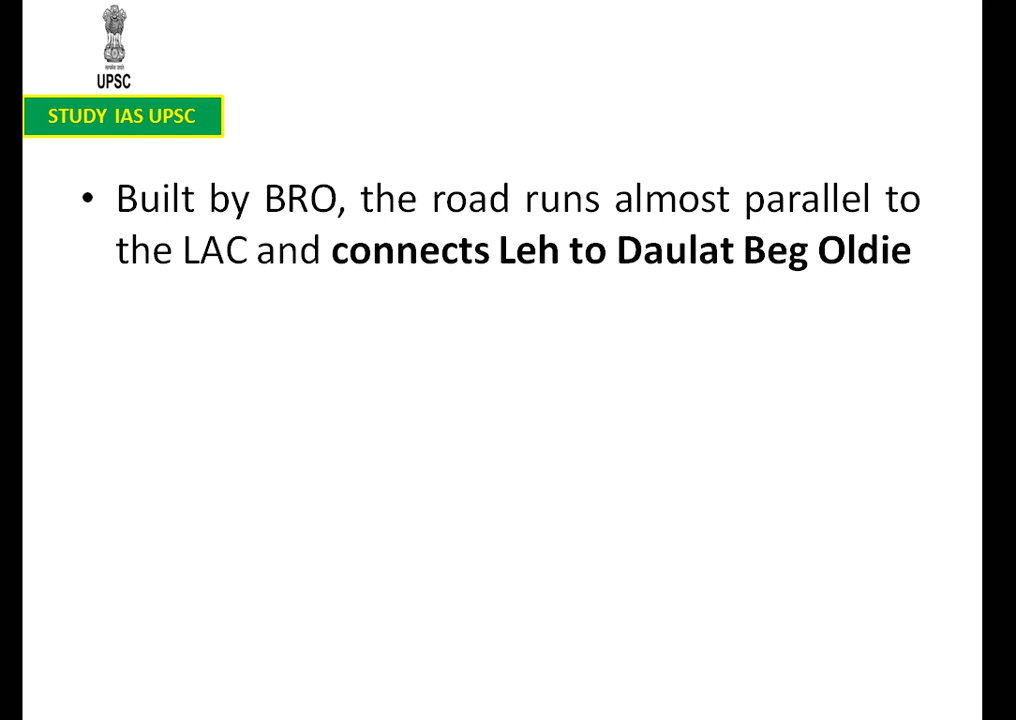 UPSC
STUDY IAS UPSC
• Built by BRO, the road runs almost parallel to
the LAC and connects Leh to Daulat Beg Oldie